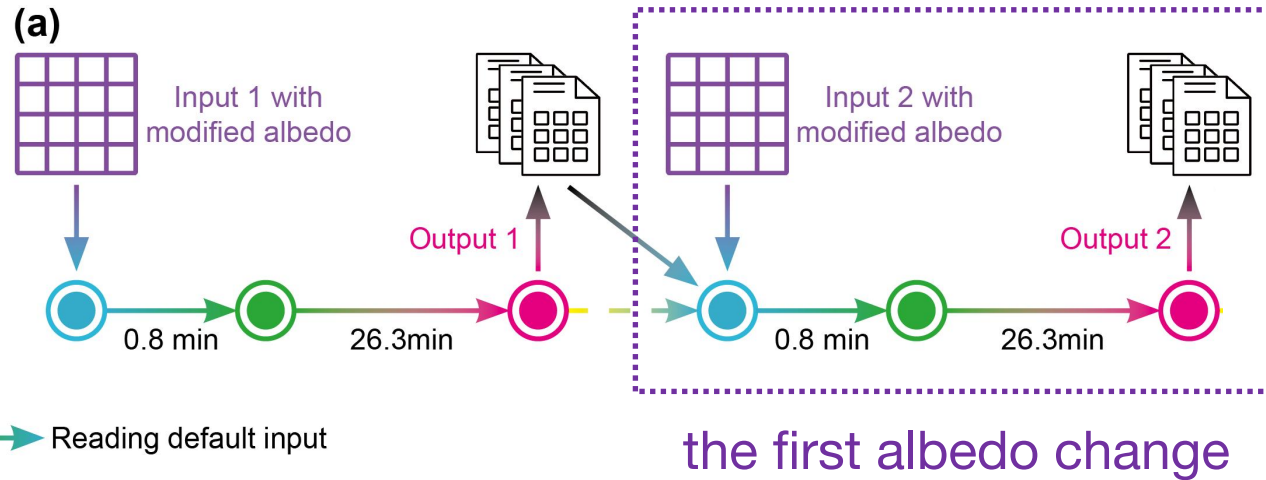 (a)
Input 1 with
modified albedo
Input 2 with
modified albedo
Output 1
Output 2
0.8 min
26.3min
0.8 min
26.3min
Reading default input
the first albedo change